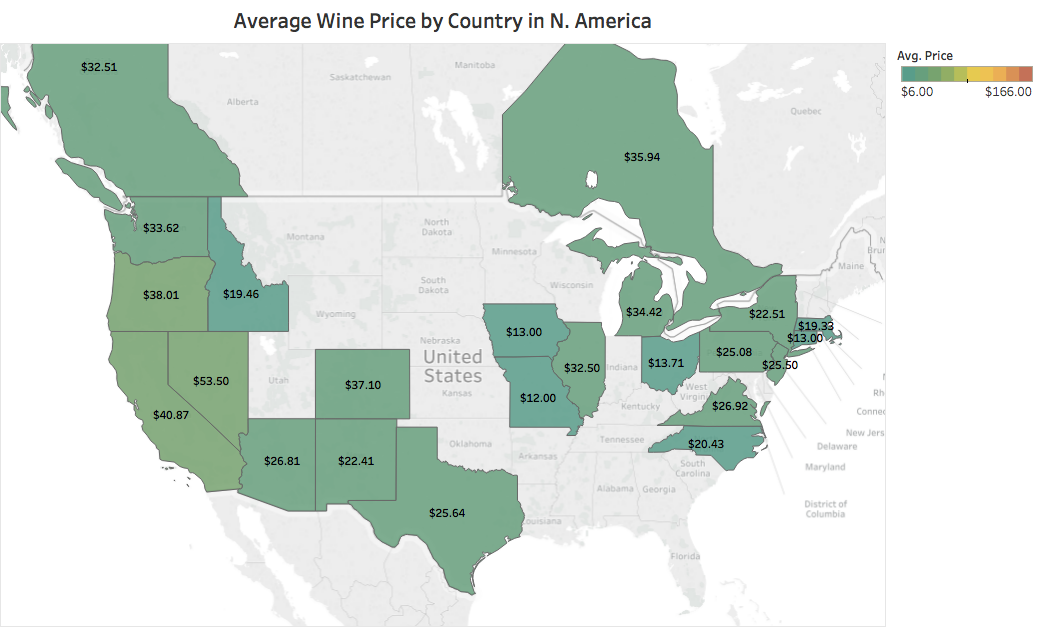 Average Wine Price by Country in N. America
Avg. Price
$6.00
$166.00
$32.51
Saskatchewan
Manitoba
Alberta
Quebec
$35.94
$33.62
North
Dakota
Montana
Minnesota
Maine
$38.01
$19.46
South
Dakota
Wisconsin
Wyoming
$34.42
$22.51
$19.33
$13.00
$13.00
Nebraska
United
States
$53.50
Utah
$37.10
Kansas
$12.00
$32.50
Indiana
$13.71
$25.08
$25.50
West
Virgin
$40.87
Kentucky
$26.92
Rh
Connec
New Jers
Delaware
Maryland
District of
Columbia
$26.81
$22.41
Oklahoma
Arkansas
Tennessee
$20.43
South
Carolina
Alabama
Georgia
$25.64
ouisiana
Florida